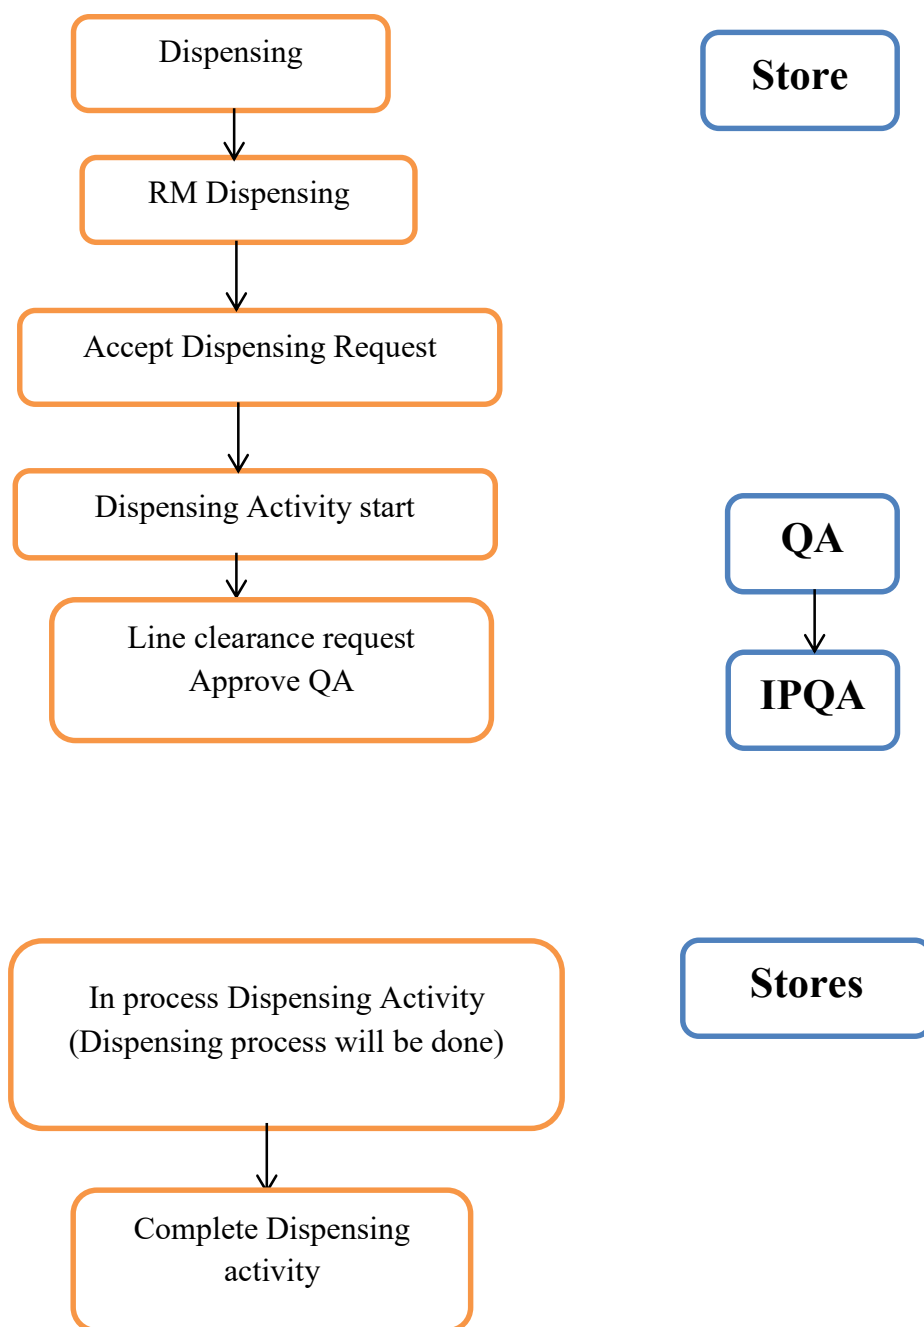 Dispensing
Store
RM Dispensing
Accept Dispensing Request
Dispensing Activity start
QA
Line clearance request
Approve QA
IPQA
In process Dispensing Activity
(Dispensing process will be done)
Stores
Complete Dispensing
activity